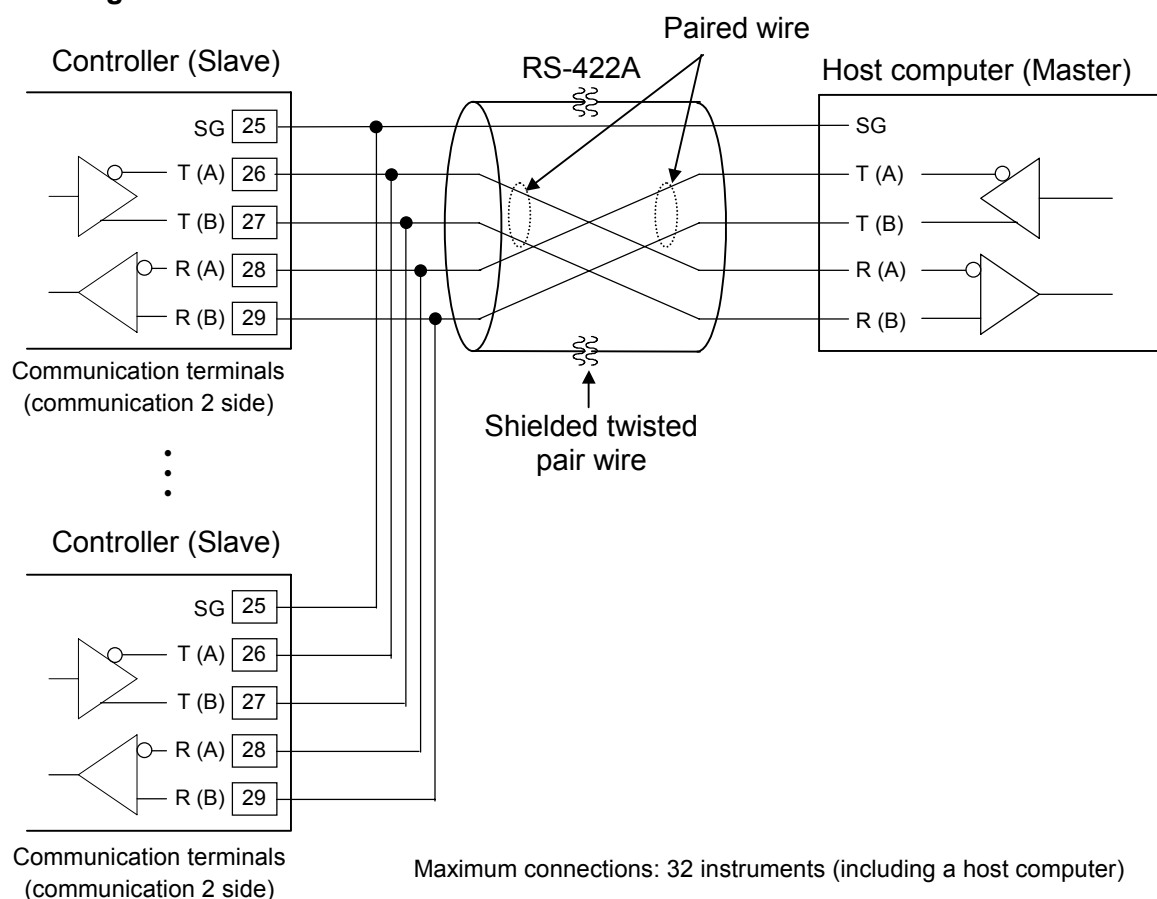 Paired wire
Controller (Slave)
RS-422A
Host computer (Master)
SG 25
T (A) 26
T (B) 27
R (A) 28
R (B) 29
SG
T (A)
T (B)
R (A)
R (B)
Communication terminals
(communication 2 side)
Shielded twisted
pair wire
Controller (Slave)
SG 25
T (A) 26
T (B) 27
R (A) 28
R (B) 29
Communication terminals
(communication 2 side)
Maximum connections: 32 instruments (including a host computer)